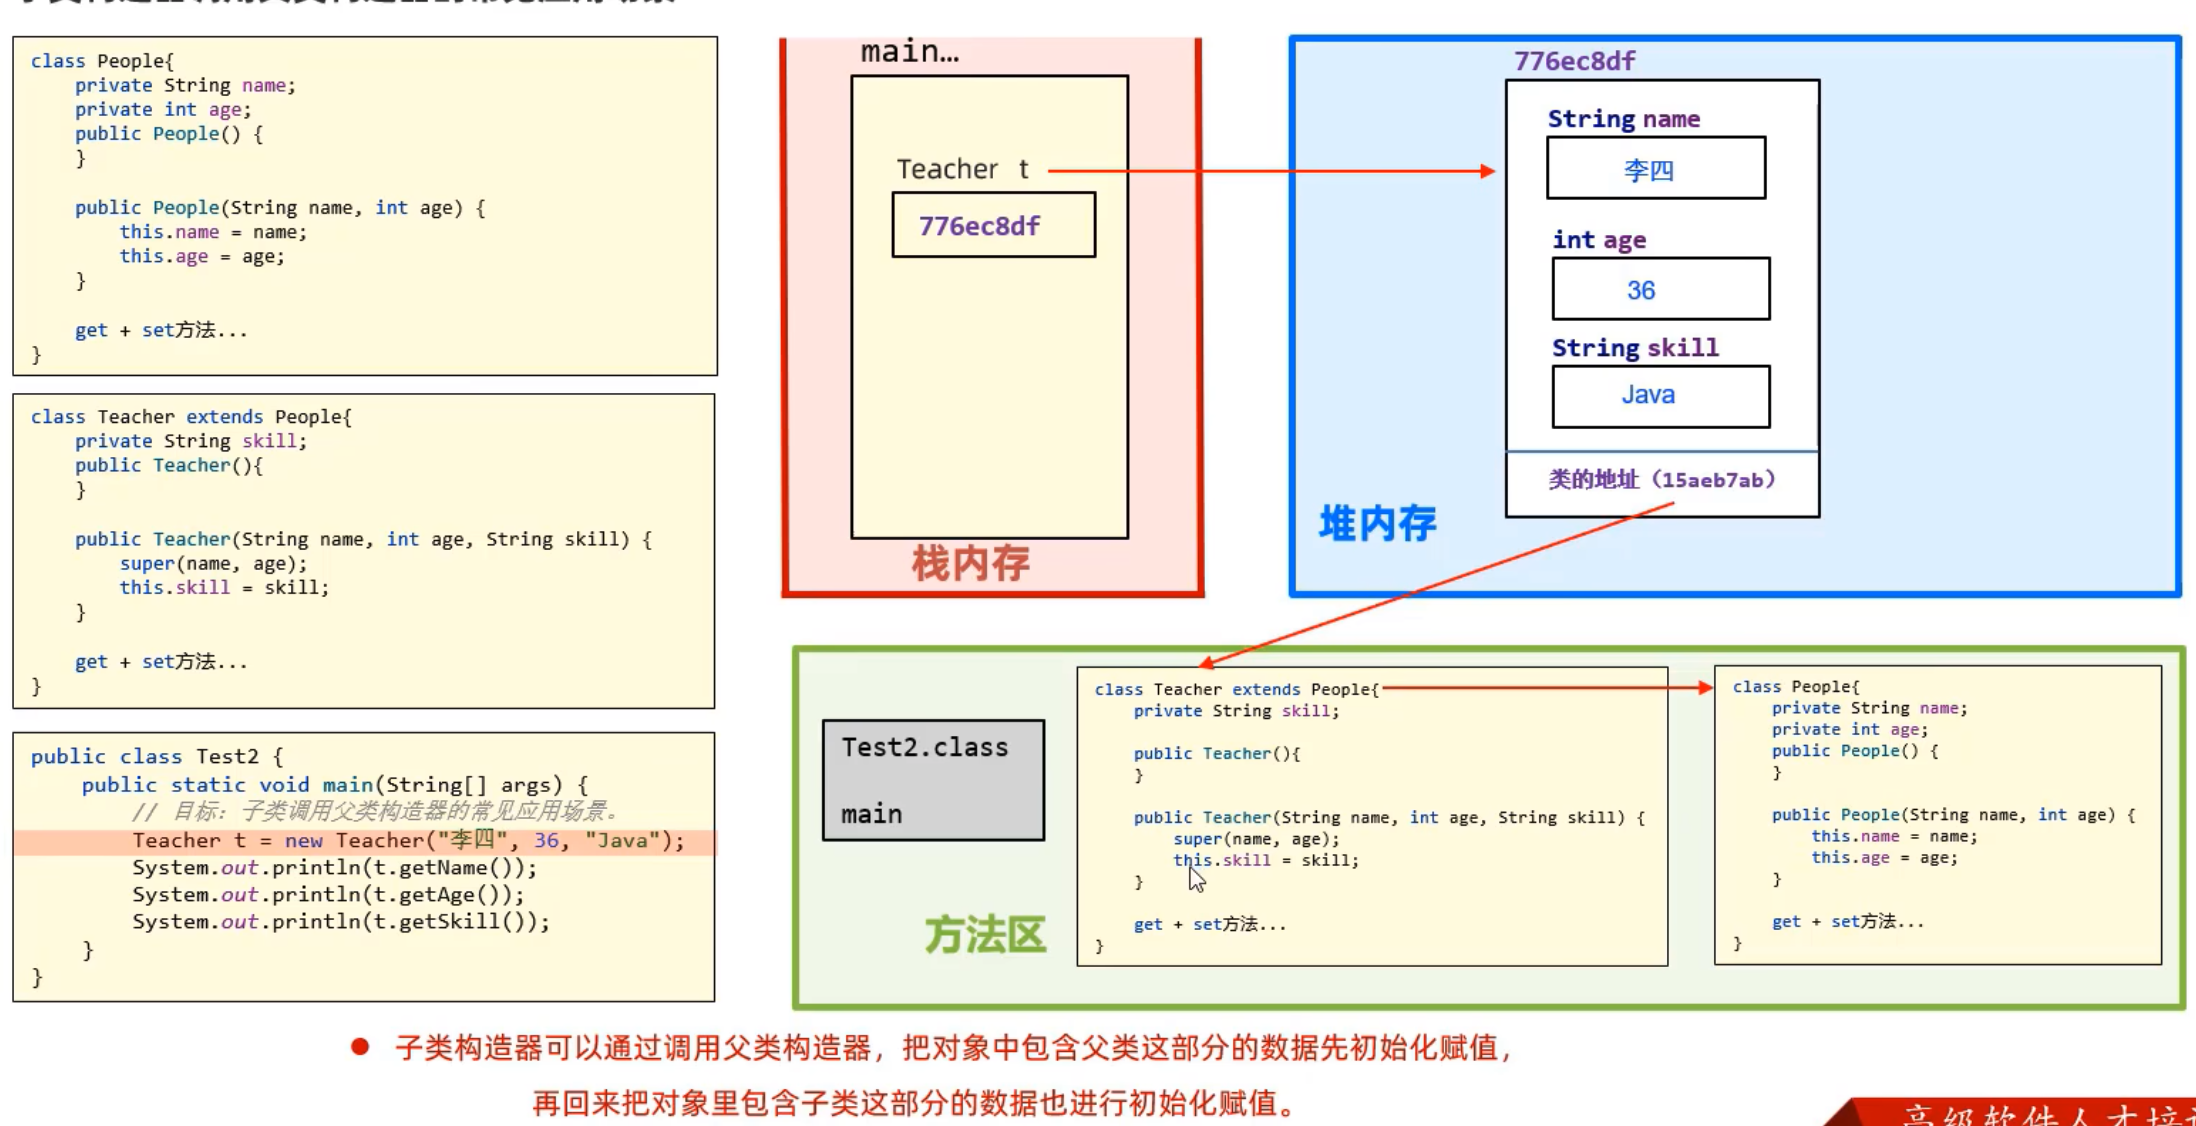 class People{
private String name;
private int age;
public People() {
}
public People(String name, int age) {
this.name = name;
this.age = age;
}
get + set方法...
}
class Teacher extends People{
private String skill;
public Teacher(){
}
public Teacher(String name, int age, String skill) {
super(name, age);
this.skill = skill;
}
get + set方法...
}
public class Test2 {
public static void main(String[] args) {
// 目标：子类调用父类构造器的常见应用场景。
Teacher t = new Teacher("李四", 36, "Java");
System.out.println(t.getName());
System.out.println(t.getAge());
System.out.println(t.getSkill());
}
}
main…
Teacher t
776ec8df
栈内存
776ec8df
String name
李四
int age
36
String skill
Java
类的地址（15aeb7ab）
堆内存
Test2.class
main
方法区
class Teacher extends People{
private String skill;
public Teacher(){
}
public Teacher(String name, int age, String skill) {
super(name, age);
this.skill = skill;
}
get + set方法...
}
class People{
private String name;
private int age;
public People() {
}
public People(String name, int age) {
this.name = name;
this.age = age;
}
get + set方法...
}
● 子类构造器可以通过调用父类构造器，把对象中包含父类这部分的数据先初始化赋值，
再回来把对象里包含子类这部分的数据也进行初始化赋值。
高级软件人才培